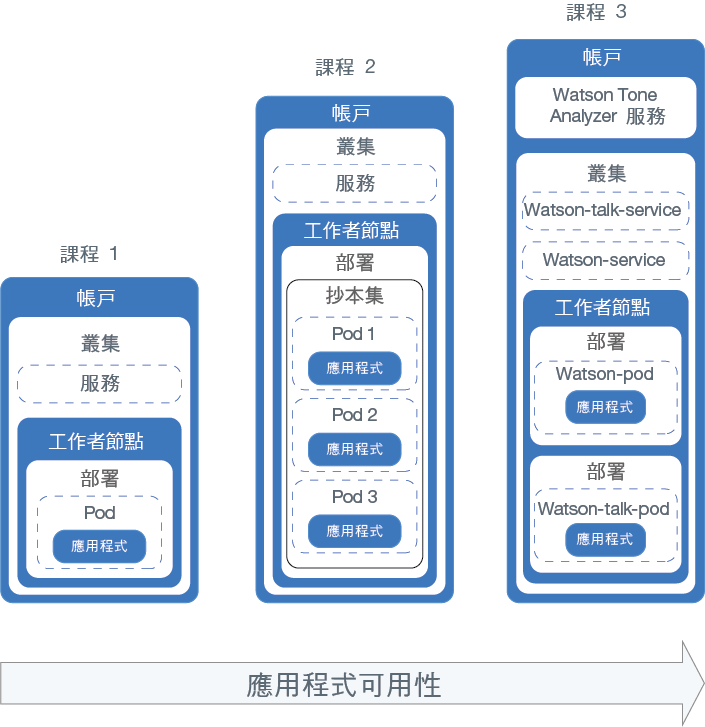 課程 1
帳戶
叢集
服務
工作者節點
部署
Pod
應用程式
課程 2
帳戶
叢集
服務
工作者節點
部署
抄本集
Pod 1
應用程式
Pod 2
應用程式
Pod 3
應用程式
課程 3
帳戶
Watson Tone
Analyzer 服務
叢集
Watson-talk-service
Watson-service
工作者節點
部署
Watson-pod
應用程式
部署
Watson-talk-pod
應用程式
應用程式可用性